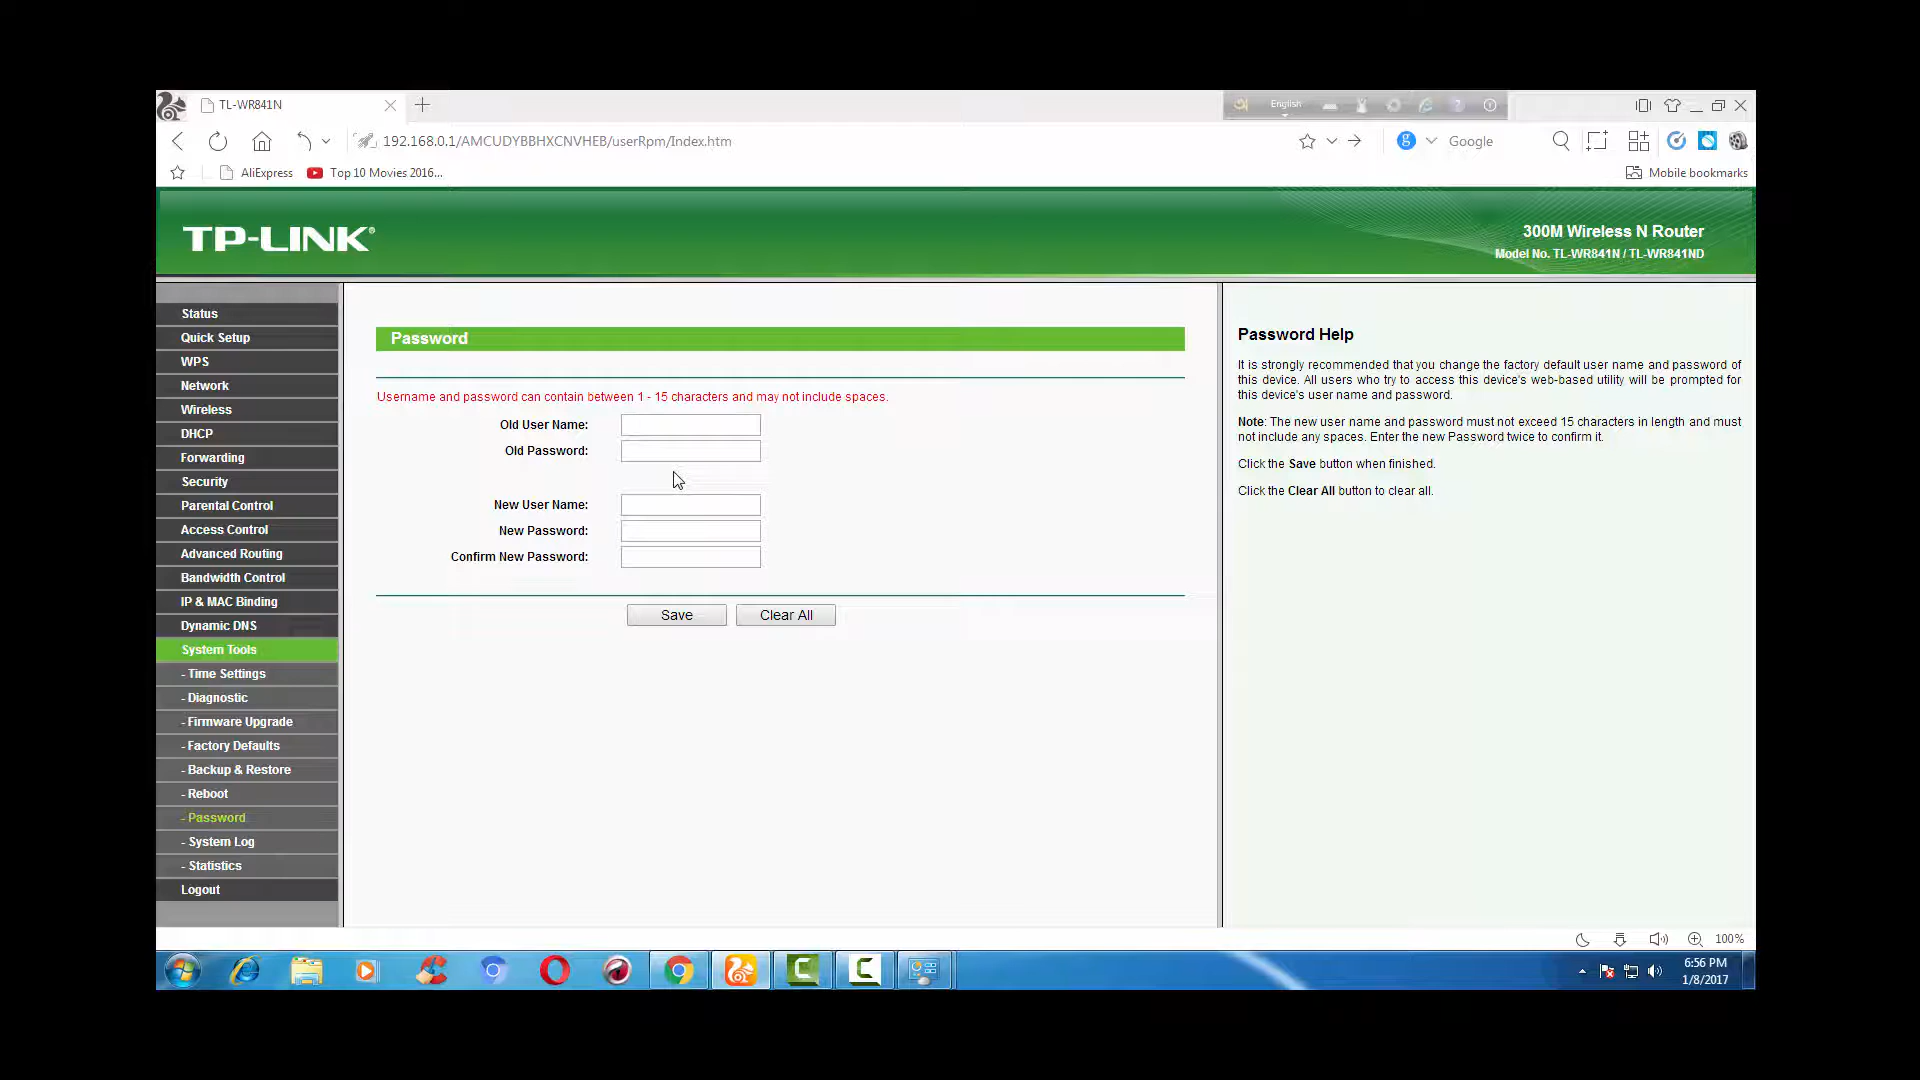 TL-WR841N
English
192.168.0.1/AMCUDYBBHXCNVHEB/userRpm/Index.htm
Google
AliExpress
Top 10 Movies 2016...
Mobile bookmarks
TP-LINK®
300M Wireless N Router
Model No. TL-WR841N / TL-WR841ND
Status
Quick Setup
WPS
Network
Wireless
DHCP
Forwarding
Security
Parental Control
Access Control
Advanced Routing
Bandwidth Control
IP & MAC Binding
Dynamic DNS
System Tools
- Time Settings
- Diagnostic
- Firmware Upgrade
- Factory Defaults
- Backup & Restore
- Reboot
- Password
- System Log
- Statistics
Logout
Password
Username and password can contain between 1 - 15 characters and may not include spaces.
Old User Name:
Old Password:
New User Name:
New Password:
Confirm New Password:
Save
Clear All
Password Help
It is strongly recommended that you change the factory default user name and password of
this device. All users who try to access this device's web-based utility will be prompted for
this device's user name and password.
Note: The new user name and password must not exceed 15 characters in length and must
not include any spaces. Enter the new Password twice to confirm it.
Click the Save button when finished.
Click the Clear All button to clear all.
100%
6:56 PM
1/8/2017